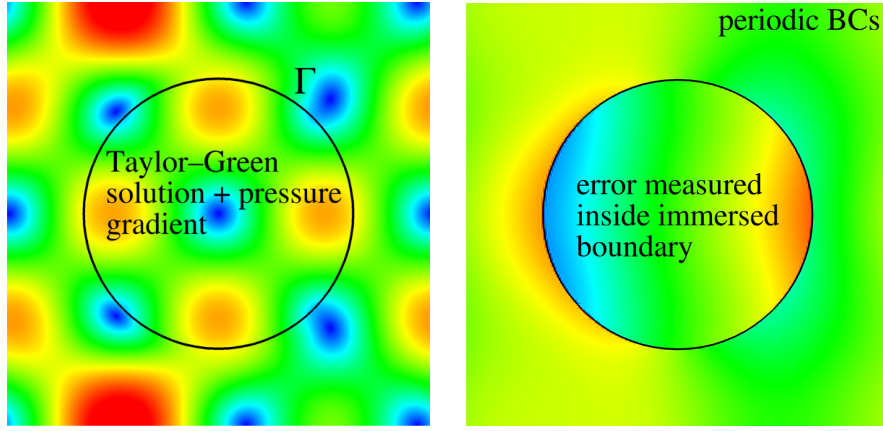 Γ
Taylor–Green
solution + pressure
gradient
periodic BCs
error measured
inside immersed
boundary